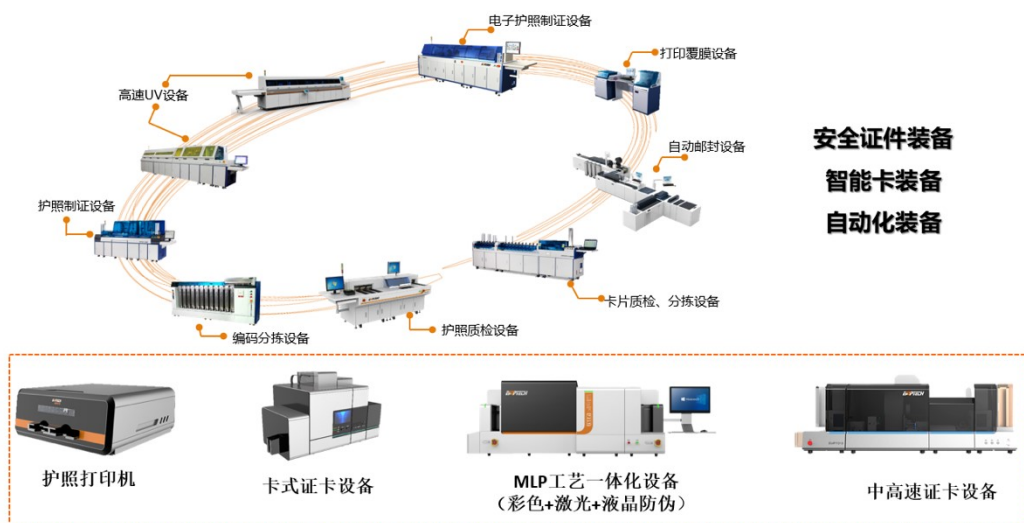 电子护照制证设备
打印覆膜设备
高速UV设备
自动邮封设备
安全证件装备
智能卡装备
自动化装备
护照制证设备
卡片质检、分拣设备
护照质检设备
编码分拣设备
护照打印机
卡式证卡设备
MLP工艺一体化设备
（彩色+激光+液晶防伪）
中高速证卡设备